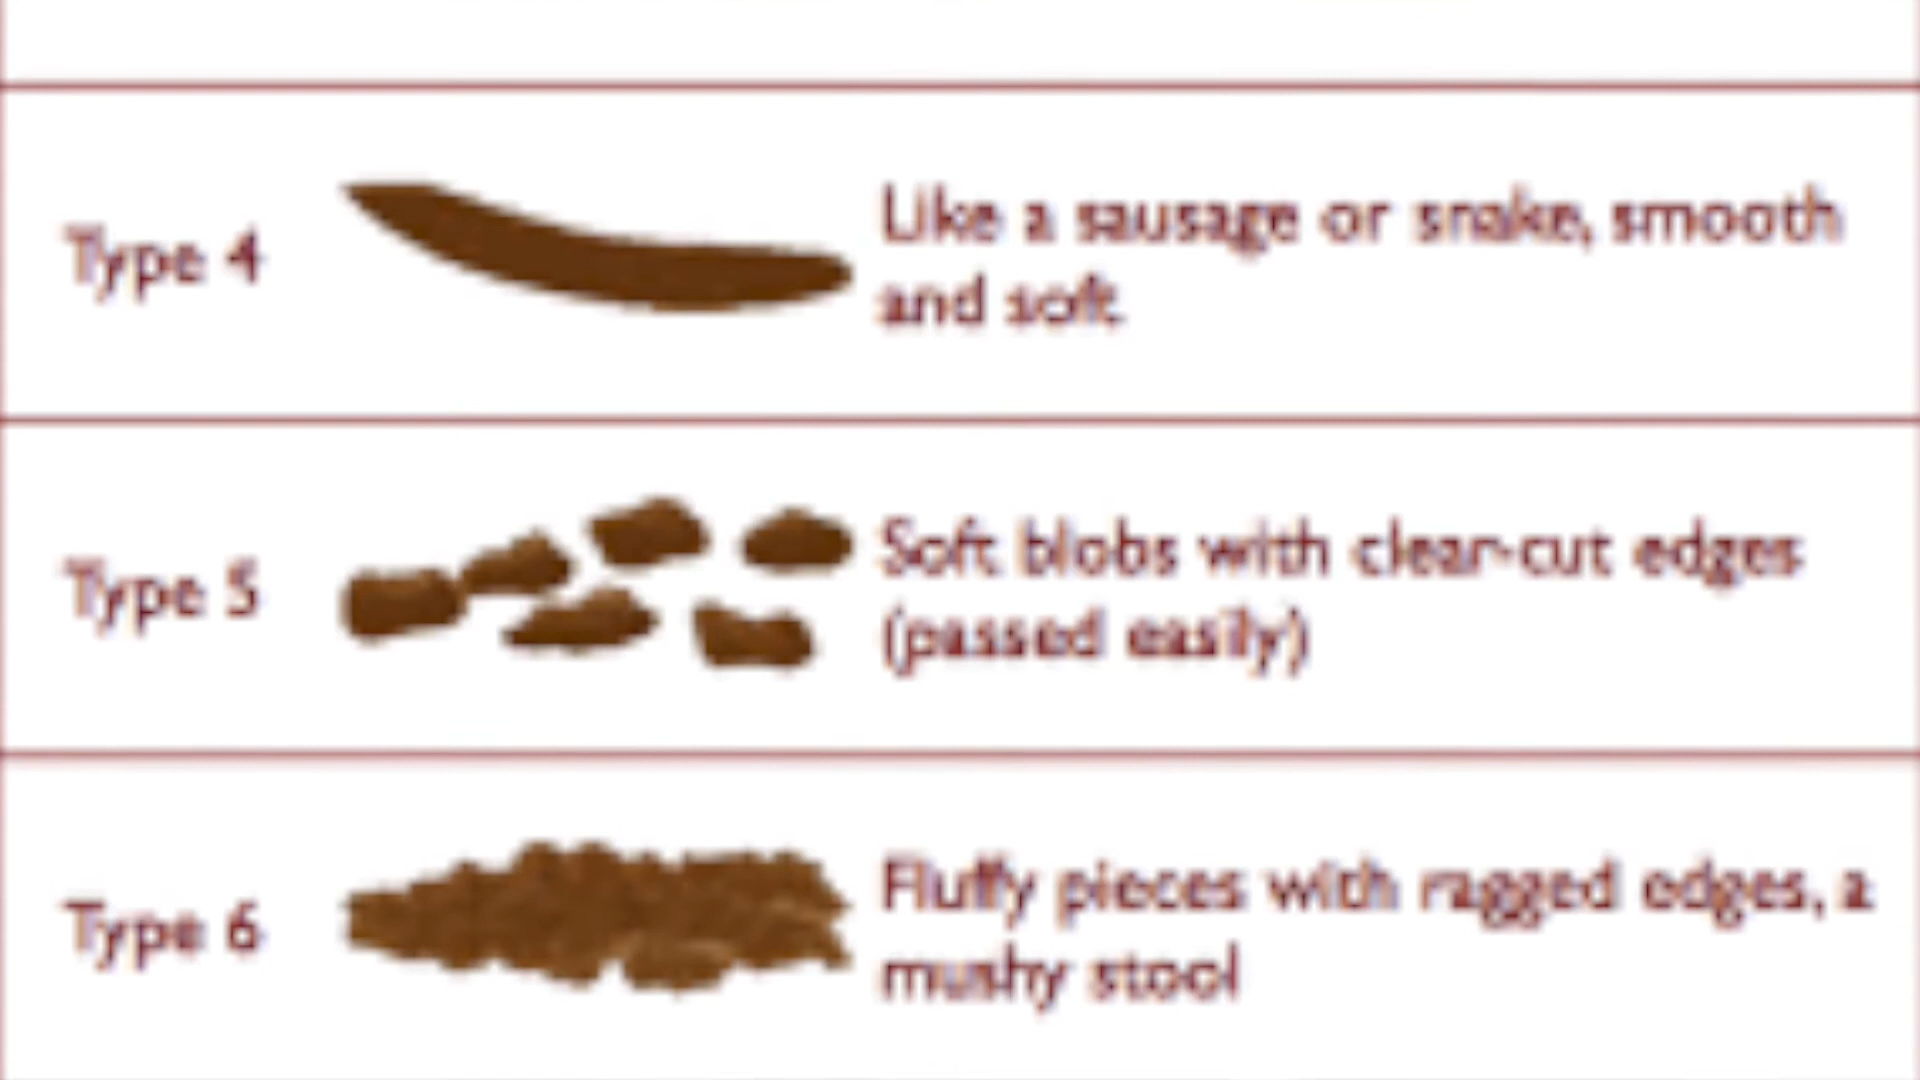 Type 4
Like a sausage or snake, smooth
and soft
Type 5
Soft blobs with clear-cut edges
(passed easily)
Type 6
Fluffy pieces with ragged edges, a
mushy stool